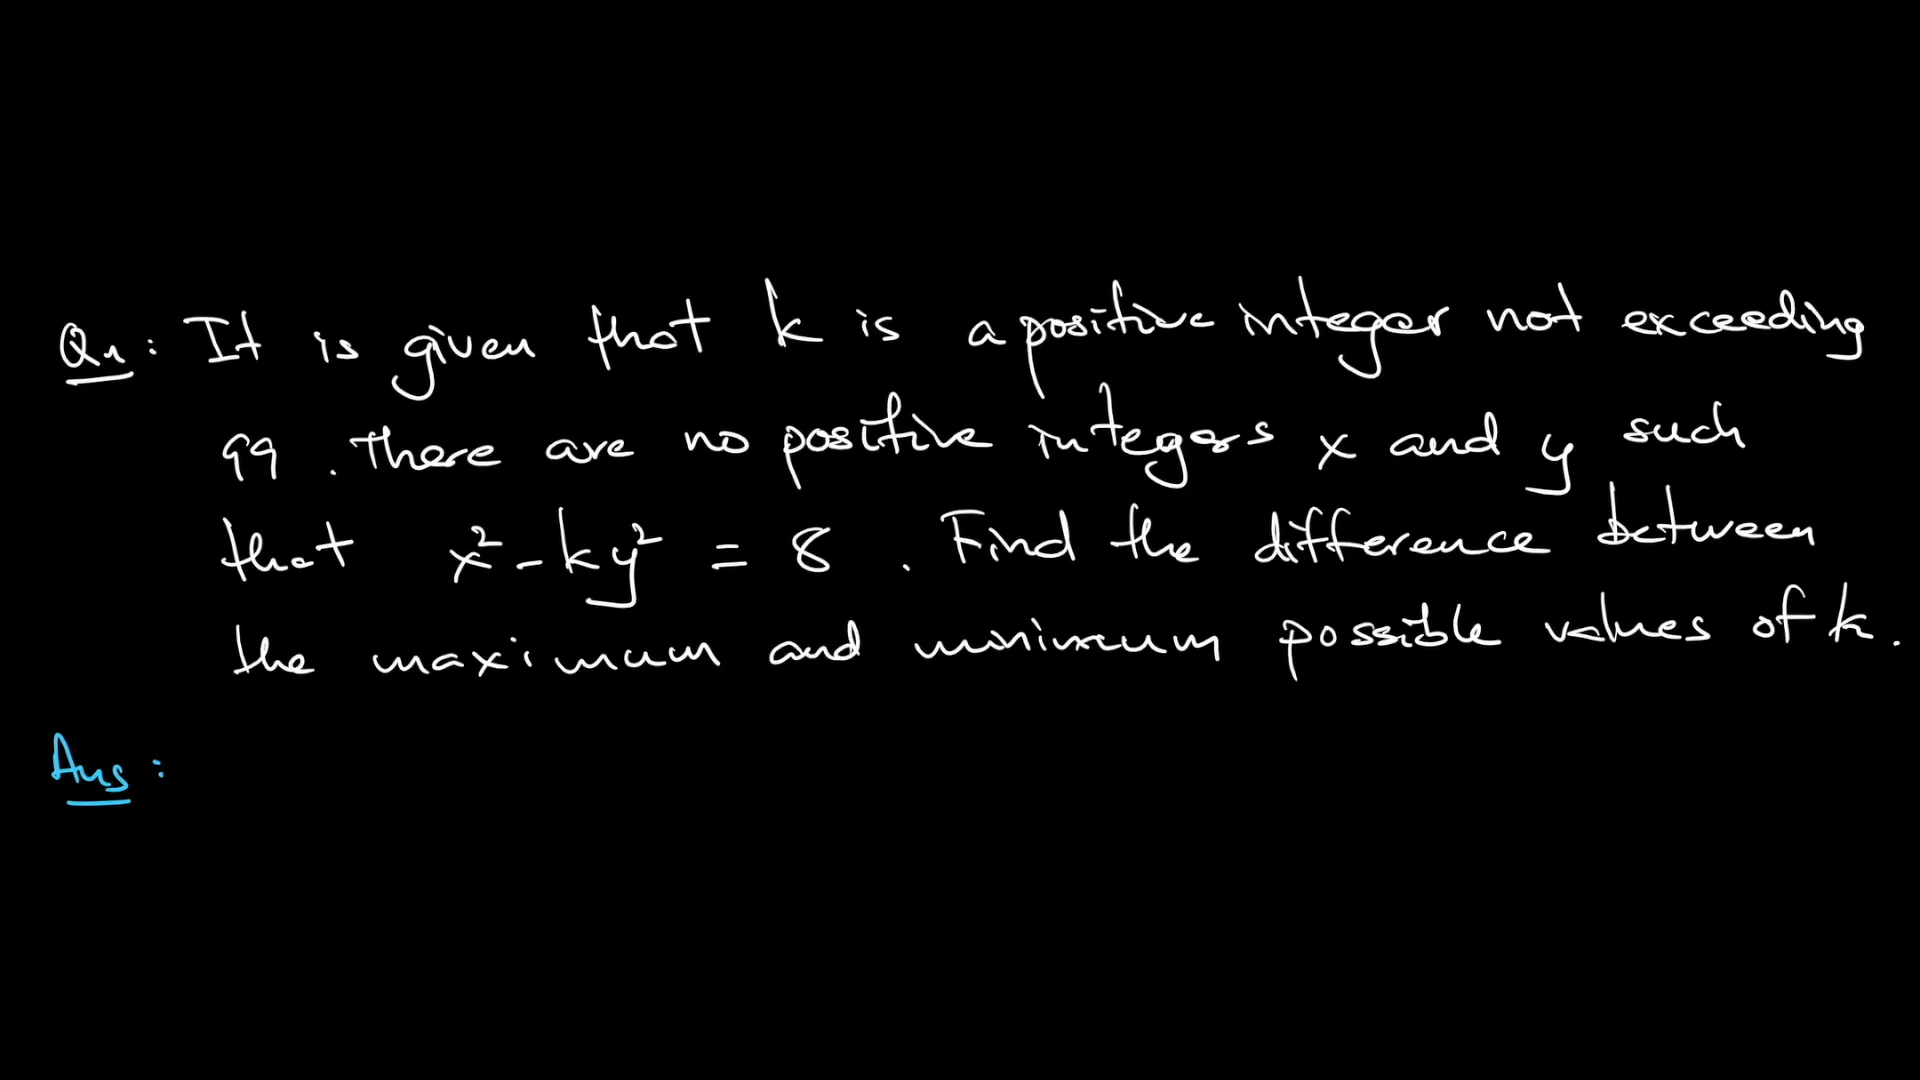 Qn: It is given that k is a positive integer not exceeding
99. There are no positive integers x and y such
that x² - ky² = 8. Find the difference between
the maximum and minimum possible values of k.
Ans: